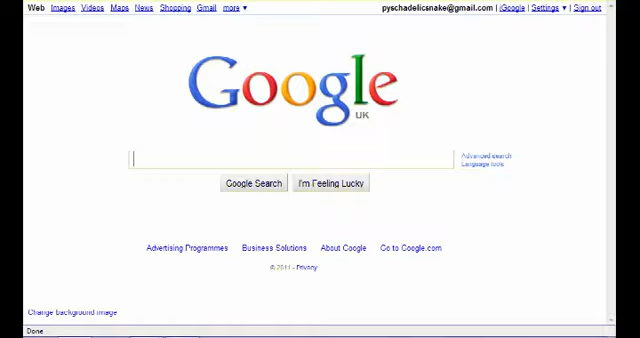 Web Images Videos Maps News Shopping Gmail more ▼ pyschadelicsnake@gmail.com | iGoogle | Settings ▼ | Sign out
Google
UK
Advanced search
Language tools
Google Search I'm Feeling Lucky
Advertising Programmes Business Solutions About Google Go to Google.com
© 2011 - Privacy
Change background image
Done